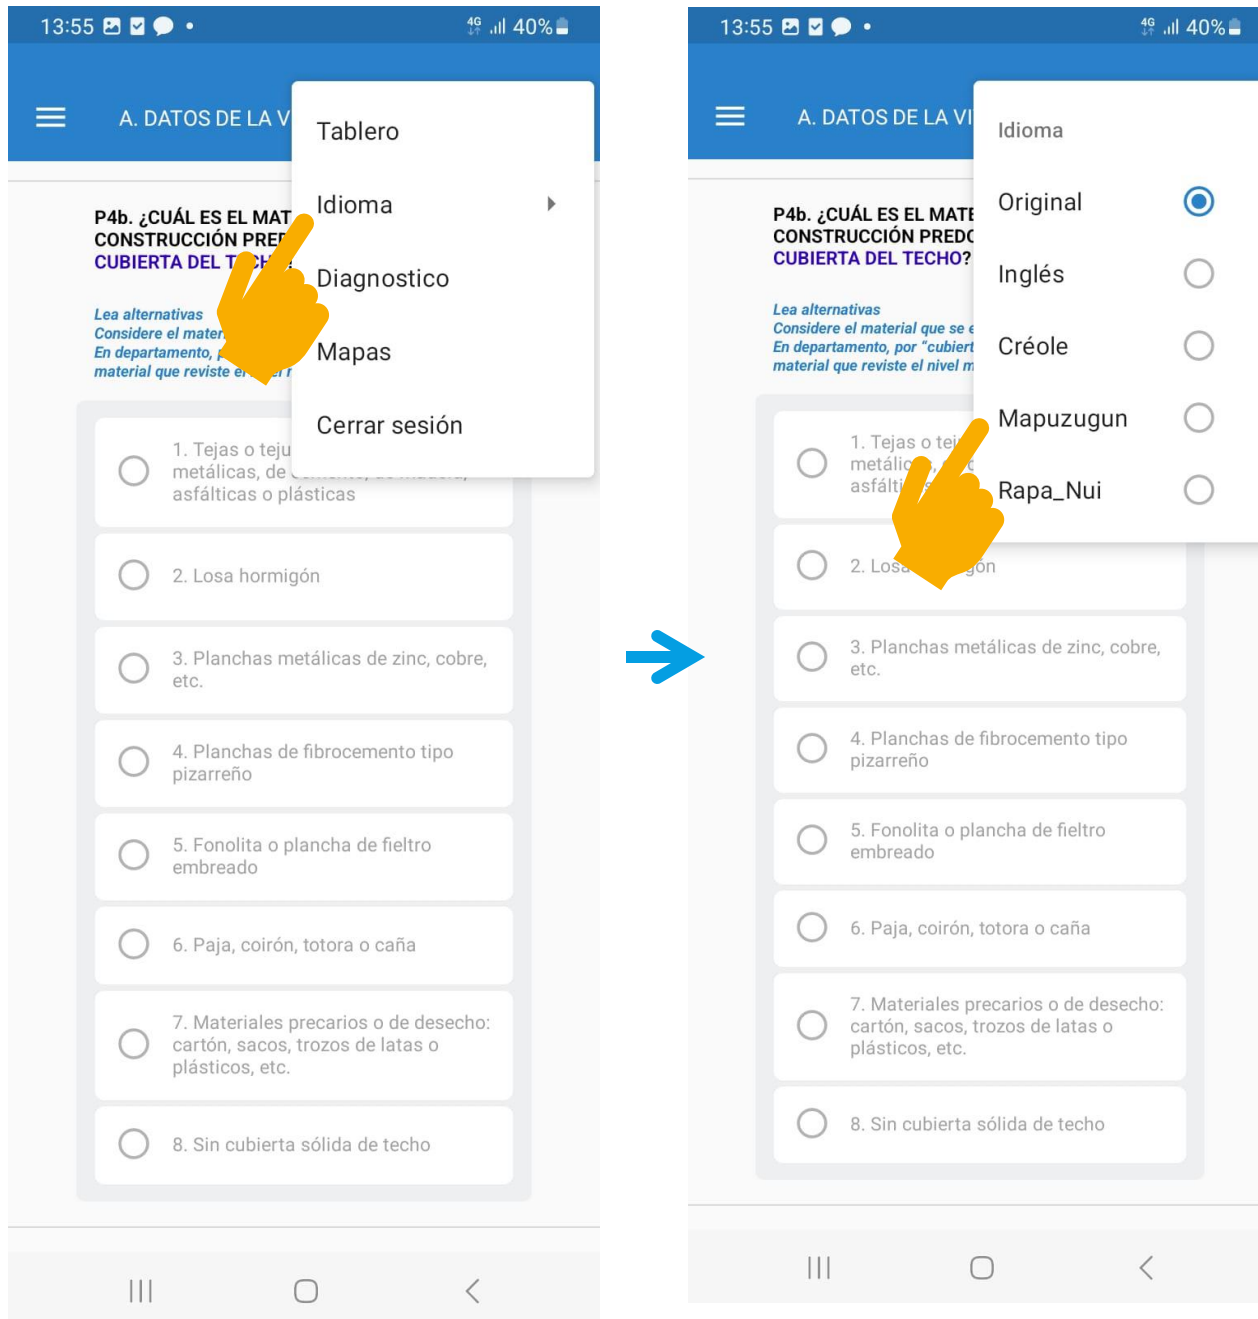 13:55
4G 40%
A. DATOS DE LA V
Tablero
Idioma
Diagnostico
Mapas
Cerrar sesión
P4b. ¿CUÁL ES EL MAT
CONSTRUCCIÓN PRED
CUBIERTA DEL
Lea alternativas
Considere el mater
En departamento,
material que reviste
1. Tejas o teju
metálicas, de cemento, de madera,
asfálticas o plásticas
2. Losa hormigón
3. Planchas metálicas de zinc, cobre,
etc.
4. Planchas de fibrocemento tipo
pizarreño
5. Fonolita o plancha de fieltro
embreado
6. Paja, coirón, totora o caña
7. Materiales precarios o de desecho:
cartón, sacos, trozos de latas o
plásticos, etc.
8. Sin cubierta sólida de techo
13:55
4G 40%
A. DATOS DE LA VI
Idioma
Original
Inglés
Créole
Mapuzugun
Rapa_Nui
P4b. ¿CUÁL ES EL MATE
CONSTRUCCIÓN PREDO
CUBIERTA DEL TECHO?
Lea alternativas
Considere el material que se e
En departamento, por “cubiert
material que reviste el nivel m
1. Tejas o tej
metálic
asfálti
2. Losa hormigón
3. Planchas metálicas de zinc, cobre,
etc.
4. Planchas de fibrocemento tipo
pizarreño
5. Fonolita o plancha de fieltro
embreado
6. Paja, coirón, totora o caña
7. Materiales precarios o de desecho:
cartón, sacos, trozos de latas o
plásticos, etc.
8. Sin cubierta sólida de techo